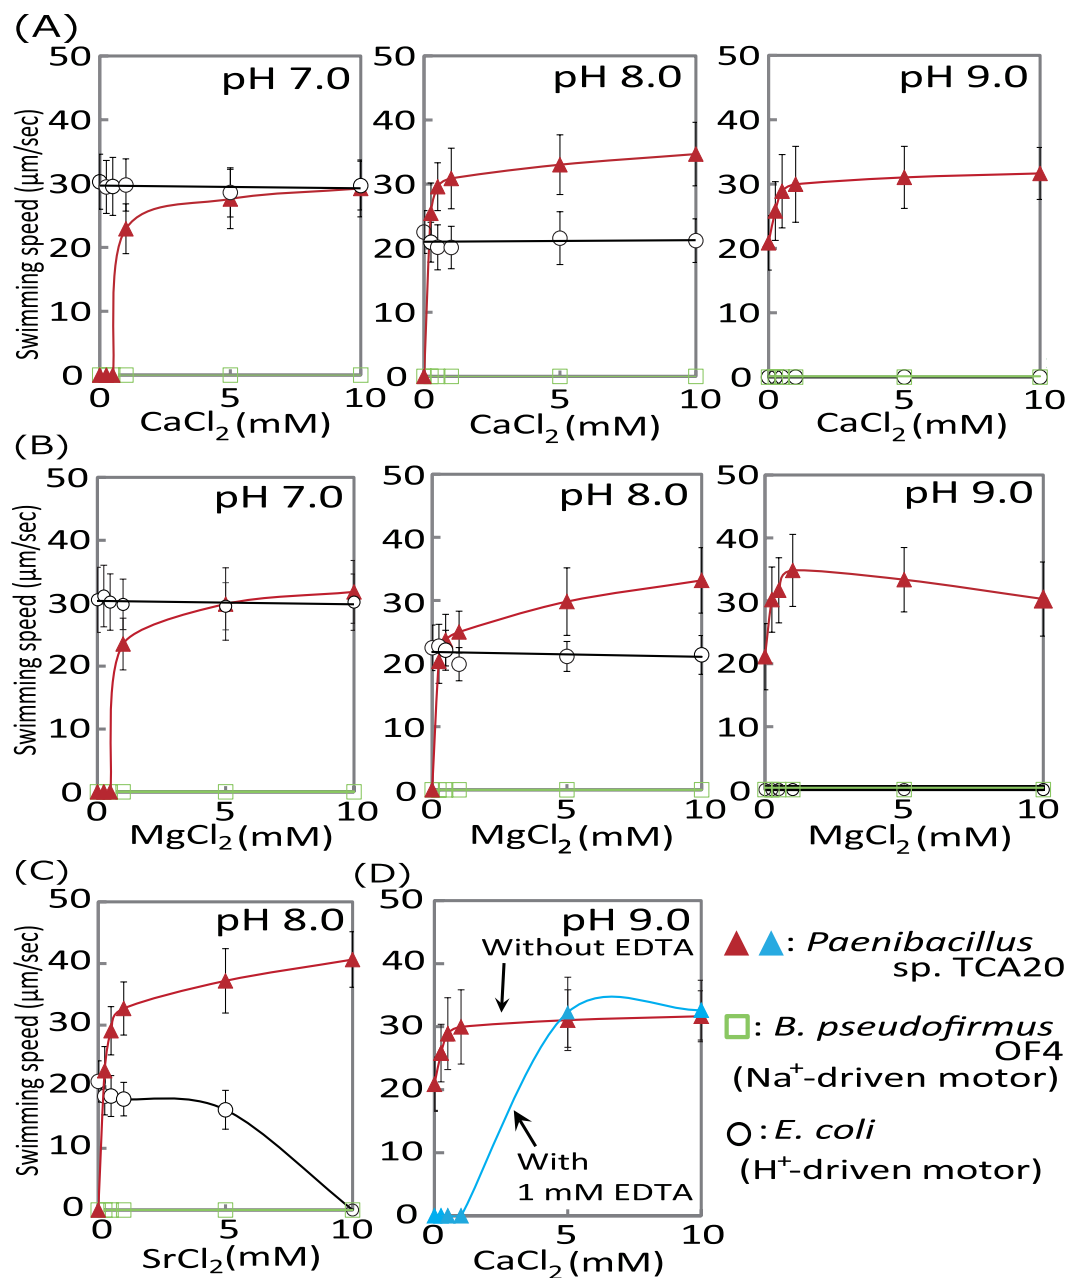 (A)
50
40
30
20
10
0
0
5
10
pH 7.0
Swimming speed (µm/sec)
CaCl2 (mM)
50
40
30
20
10
0
0
5
10
pH 8.0
CaCl2 (mM)
50
40
30
20
10
0
0
5
10
pH 9.0
CaCl2 (mM)
(B)
50
40
30
20
10
0
0
5
10
pH 7.0
Swimming speed (µm/sec)
MgCl2 (mM)
50
40
30
20
10
0
0
5
10
pH 8.0
MgCl2 (mM)
50
40
30
20
10
0
0
5
10
pH 9.0
MgCl2 (mM)
(C)
50
40
30
20
10
0
0
5
10
pH 8.0
Swimming speed (µm/sec)
SrCl2 (mM)
(D)
50
40
30
20
10
0
0
5
10
pH 9.0
Without EDTA
With
1 mM EDTA
CaCl2 (mM)
: Paenibacillus
sp. TCA20
: B. pseudofirmus
OF4
(Na+-driven motor)
: E. coli
(H+-driven motor)